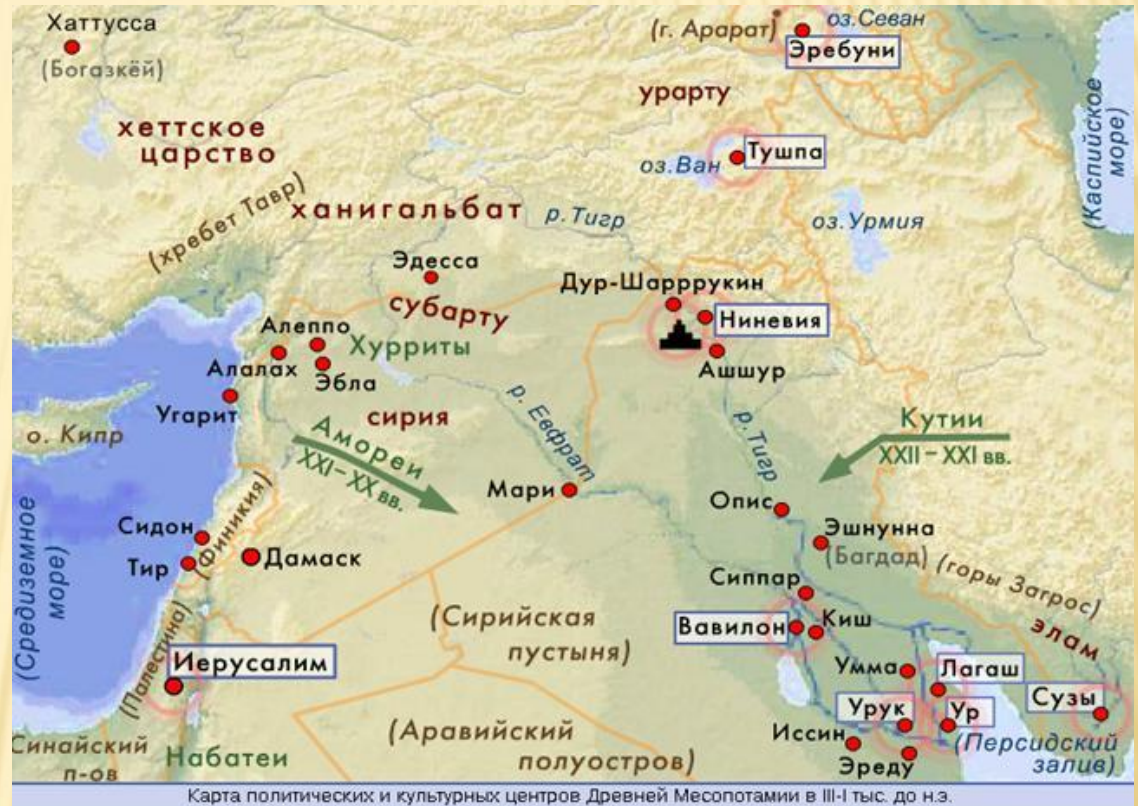 Хаттусса
(Богазкёй)
(г. Арарат)
оз.Севан
Эребуни
хеттское
царство
урарту
оз.Ван
Тушпа
(Каспийское
море)
(хребет Тавр)
ханигальбат
р.Тигр
оз.Урмия
Эдесса
субарту
Дур-Шарррукин
Ниневия
Ашшур
Алеппо
Хурриты
Алалах
Эбла
Угарит
сирия
о. Кипр
Амореи
XXI–XX вв.
р. Евфрат
р.Тигр
Кутии
XXII – XXI вв.
Мари
Опис
Эшнунна
(Багдад)
(горы Загрос)
(Средиземное
море)
Сидон
(Финикия)
Тир
Дамаск
Сиппар
Вавилон
Киш
элам
(Сирийская
пустыня)
(Палестина)
Иерусалим
Умма
Лагаш
Урук
Ур
Сузы
(Аравийский
полуостров)
Иссин
Эреду
(Персидский
залив)
Синайский
п-ов
Набатеи
Карта политических и культурных центров Древней Месопотамии в III-I тыс. до н.э.